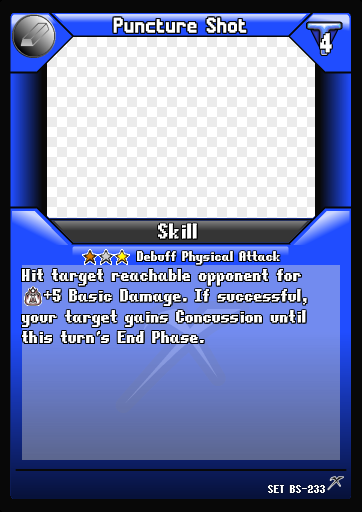 Puncture Shot
4
Skill
Debuff Physical Attack
Hit target reachable opponent for
+5 Basic Damage. If successful,
your target gains Concussion until
this turn's End Phase.
SET BS-233